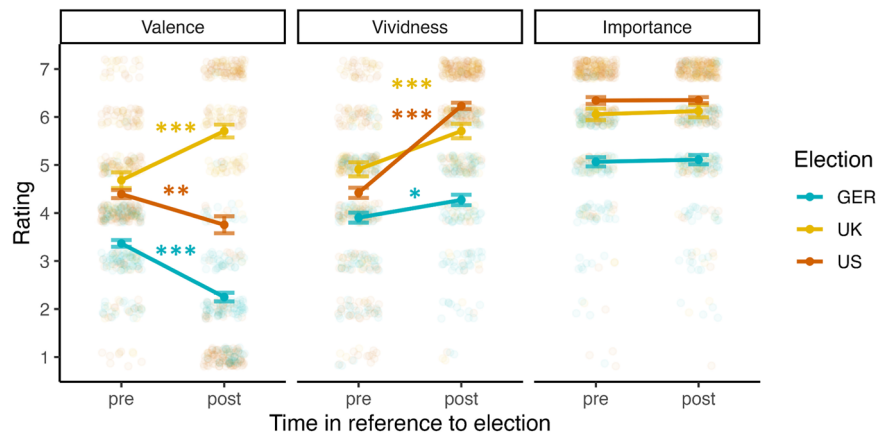 Valence Vividness Importance
7
6
5
4
3
2
1
Rating
***
**
***
***
***
*
pre post pre post pre post
Time in reference to election
Election
GER
UK
US